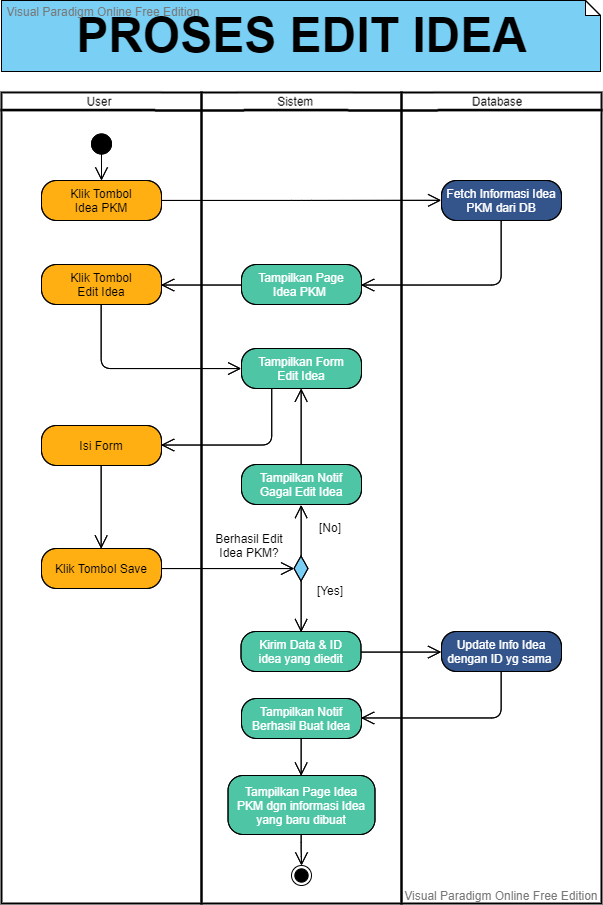 Visual Paradigm Online Free Edition
PROSES EDIT IDEA
User
Sistem
Database
Klik Tombol
Idea PKM
Fetch Informasi Idea
PKM dari DB
Klik Tombol
Edit Idea
Tampilkan Page
Idea PKM
Tampilkan Form
Edit Idea
Isi Form
Tampilkan Notif
Gagal Edit Idea
[No]
Berhasil Edit
Idea PKM?
Klik Tombol Save
[Yes]
Kirim Data & ID
idea yang diedit
Update Info Idea
dengan ID yg sama
Tampilkan Notif
Berhasil Buat Idea
Tampilkan Page Idea
PKM dgn informasi Idea
yang baru dibuat
Visual Paradigm Online Free Edition